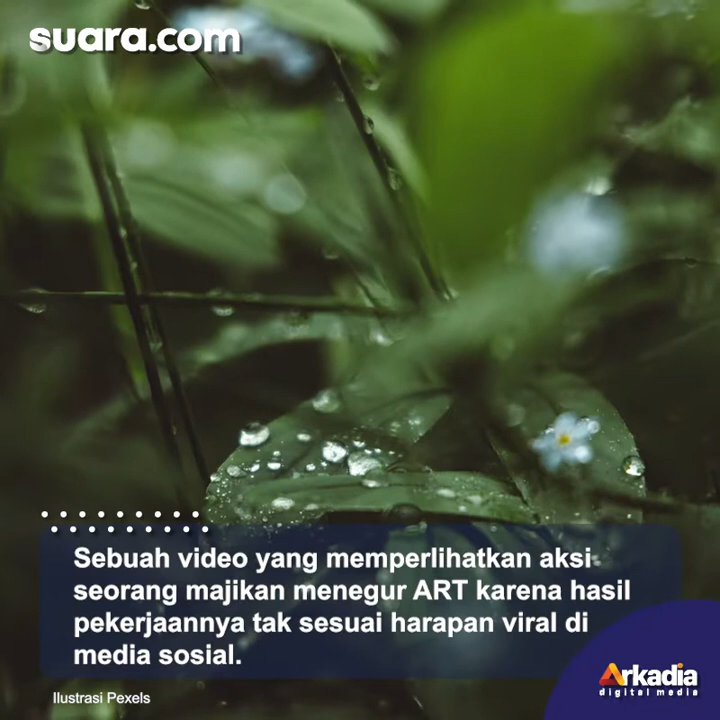 suara.com
Sebuah video yang memperlihatkan aksi
seorang majikan menegur ART karena hasil
pekerjaannya tak sesuai harapan viral di
media sosial.
Ilustrasi Pexels
Arkadia
digital media